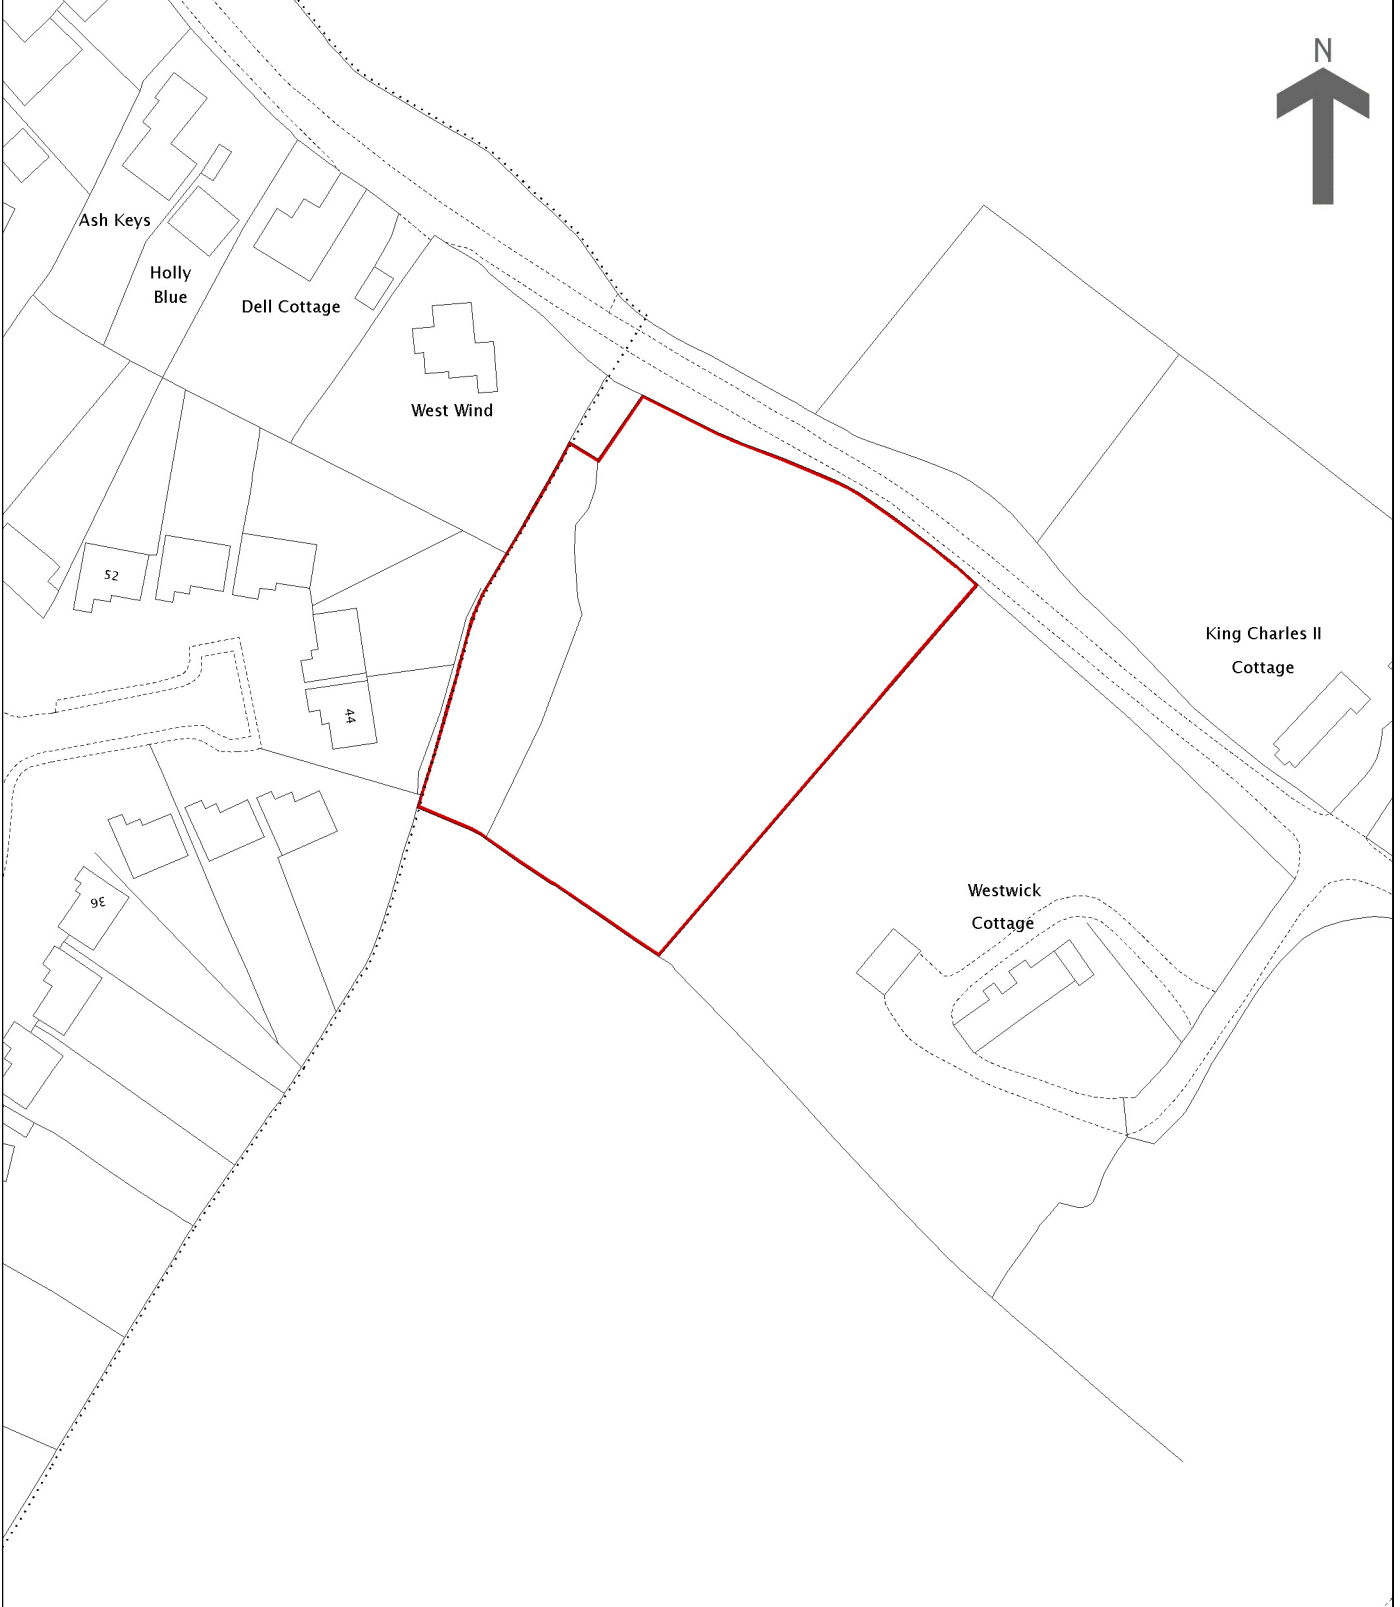 N
Ash Keys
Holly
Blue
Dell Cottage
West Wind
52
King Charles II
Cottage
44
Westwick
Cottage
36